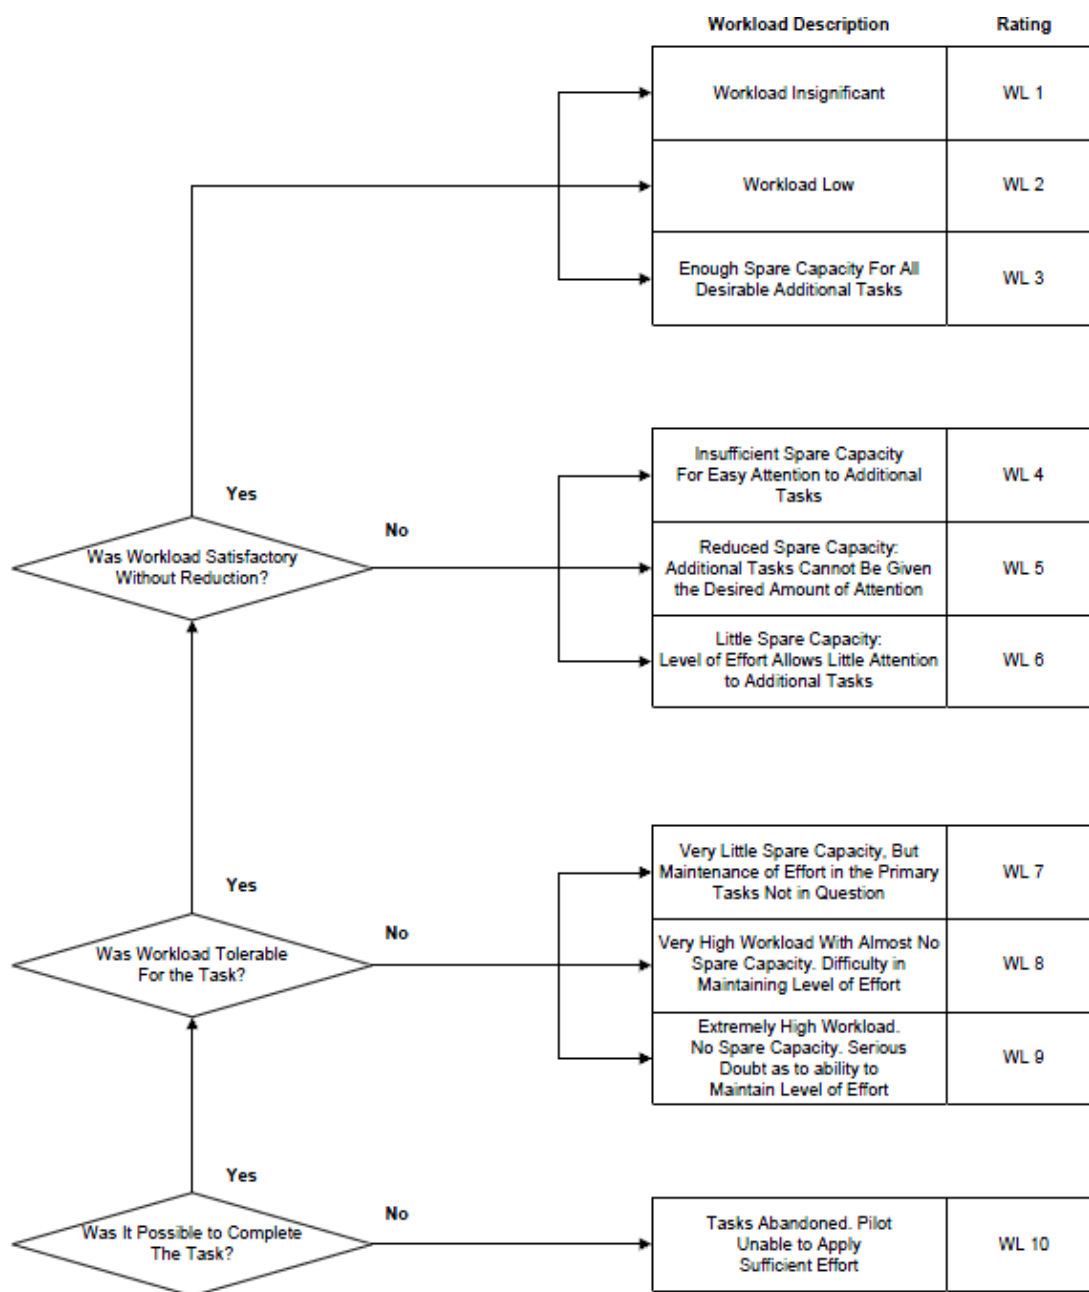 Workload Description
Rating
Workload Insignificant
WL 1
Workload Low
WL 2
Enough Spare Capacity For All
Desirable Additional Tasks
WL 3
Insufficient Spare Capacity
For Easy Attention to Additional
Tasks
WL 4
Yes
No
Was Workload Satisfactory
Without Reduction?
Reduced Spare Capacity:
Additional Tasks Cannot Be Given
the Desired Amount of Attention
WL 5
Little Spare Capacity:
Level of Effort Allows Little Attention
to Additional Tasks
WL 6
Very Little Spare Capacity, But
Maintenance of Effort in the Primary
Tasks Not in Question
WL 7
Yes
No
Was Workload Tolerable
For the Task?
Very High Workload With Almost No
Spare Capacity. Difficulty in
Maintaining Level of Effort
WL 8
Extremely High Workload.
No Spare Capacity. Serious
Doubt as to ability to
Maintain Level of Effort
WL 9
Yes
No
Was It Possible to Complete
The Task?
Tasks Abandoned. Pilot
Unable to Apply
Sufficient Effort
WL 10